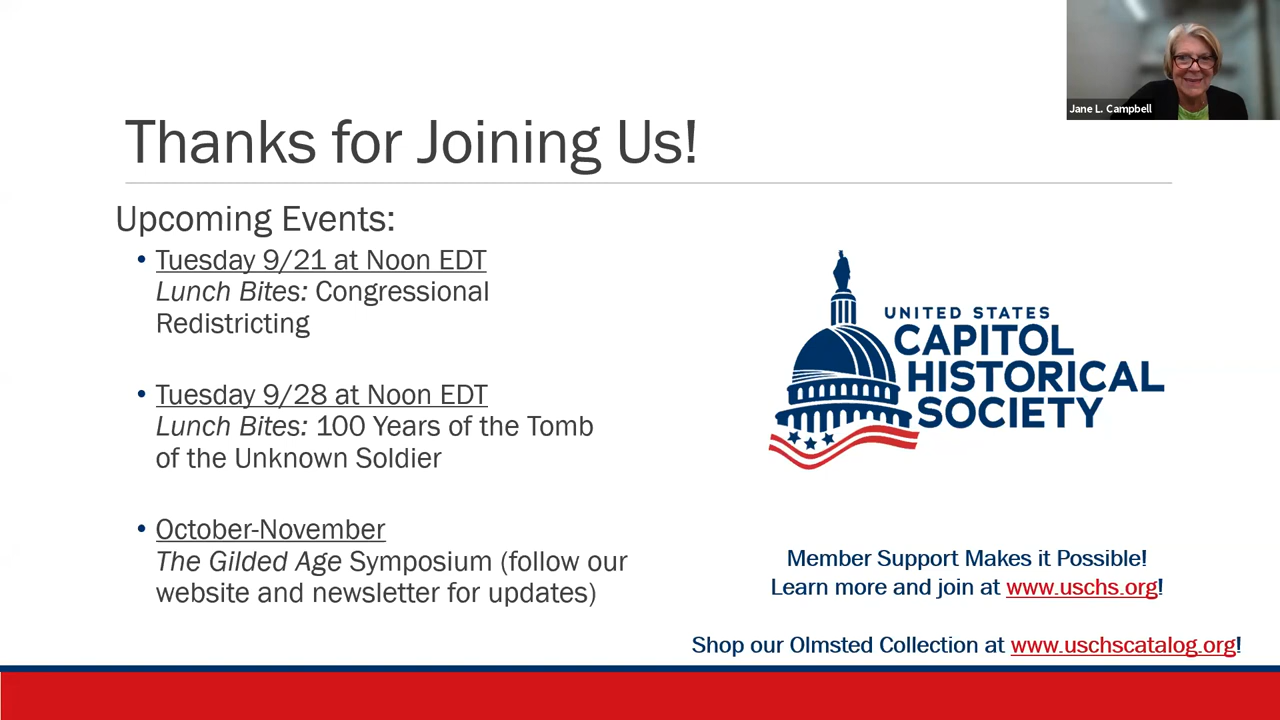 Jane L. Campbell
Thanks for Joining Us!
Upcoming Events:
• Tuesday 9/21 at Noon EDT
Lunch Bites: Congressional
Redistricting
• Tuesday 9/28 at Noon EDT
Lunch Bites: 100 Years of the Tomb
of the Unknown Soldier
• October-November
The Gilded Age Symposium (follow our
website and newsletter for updates)
UNITED STATES
CAPITOL
HISTORICAL
SOCIETY
Member Support Makes it Possible!
Learn more and join at www.uschs.org!
Shop our Olmsted Collection at www.uschscatalog.org!